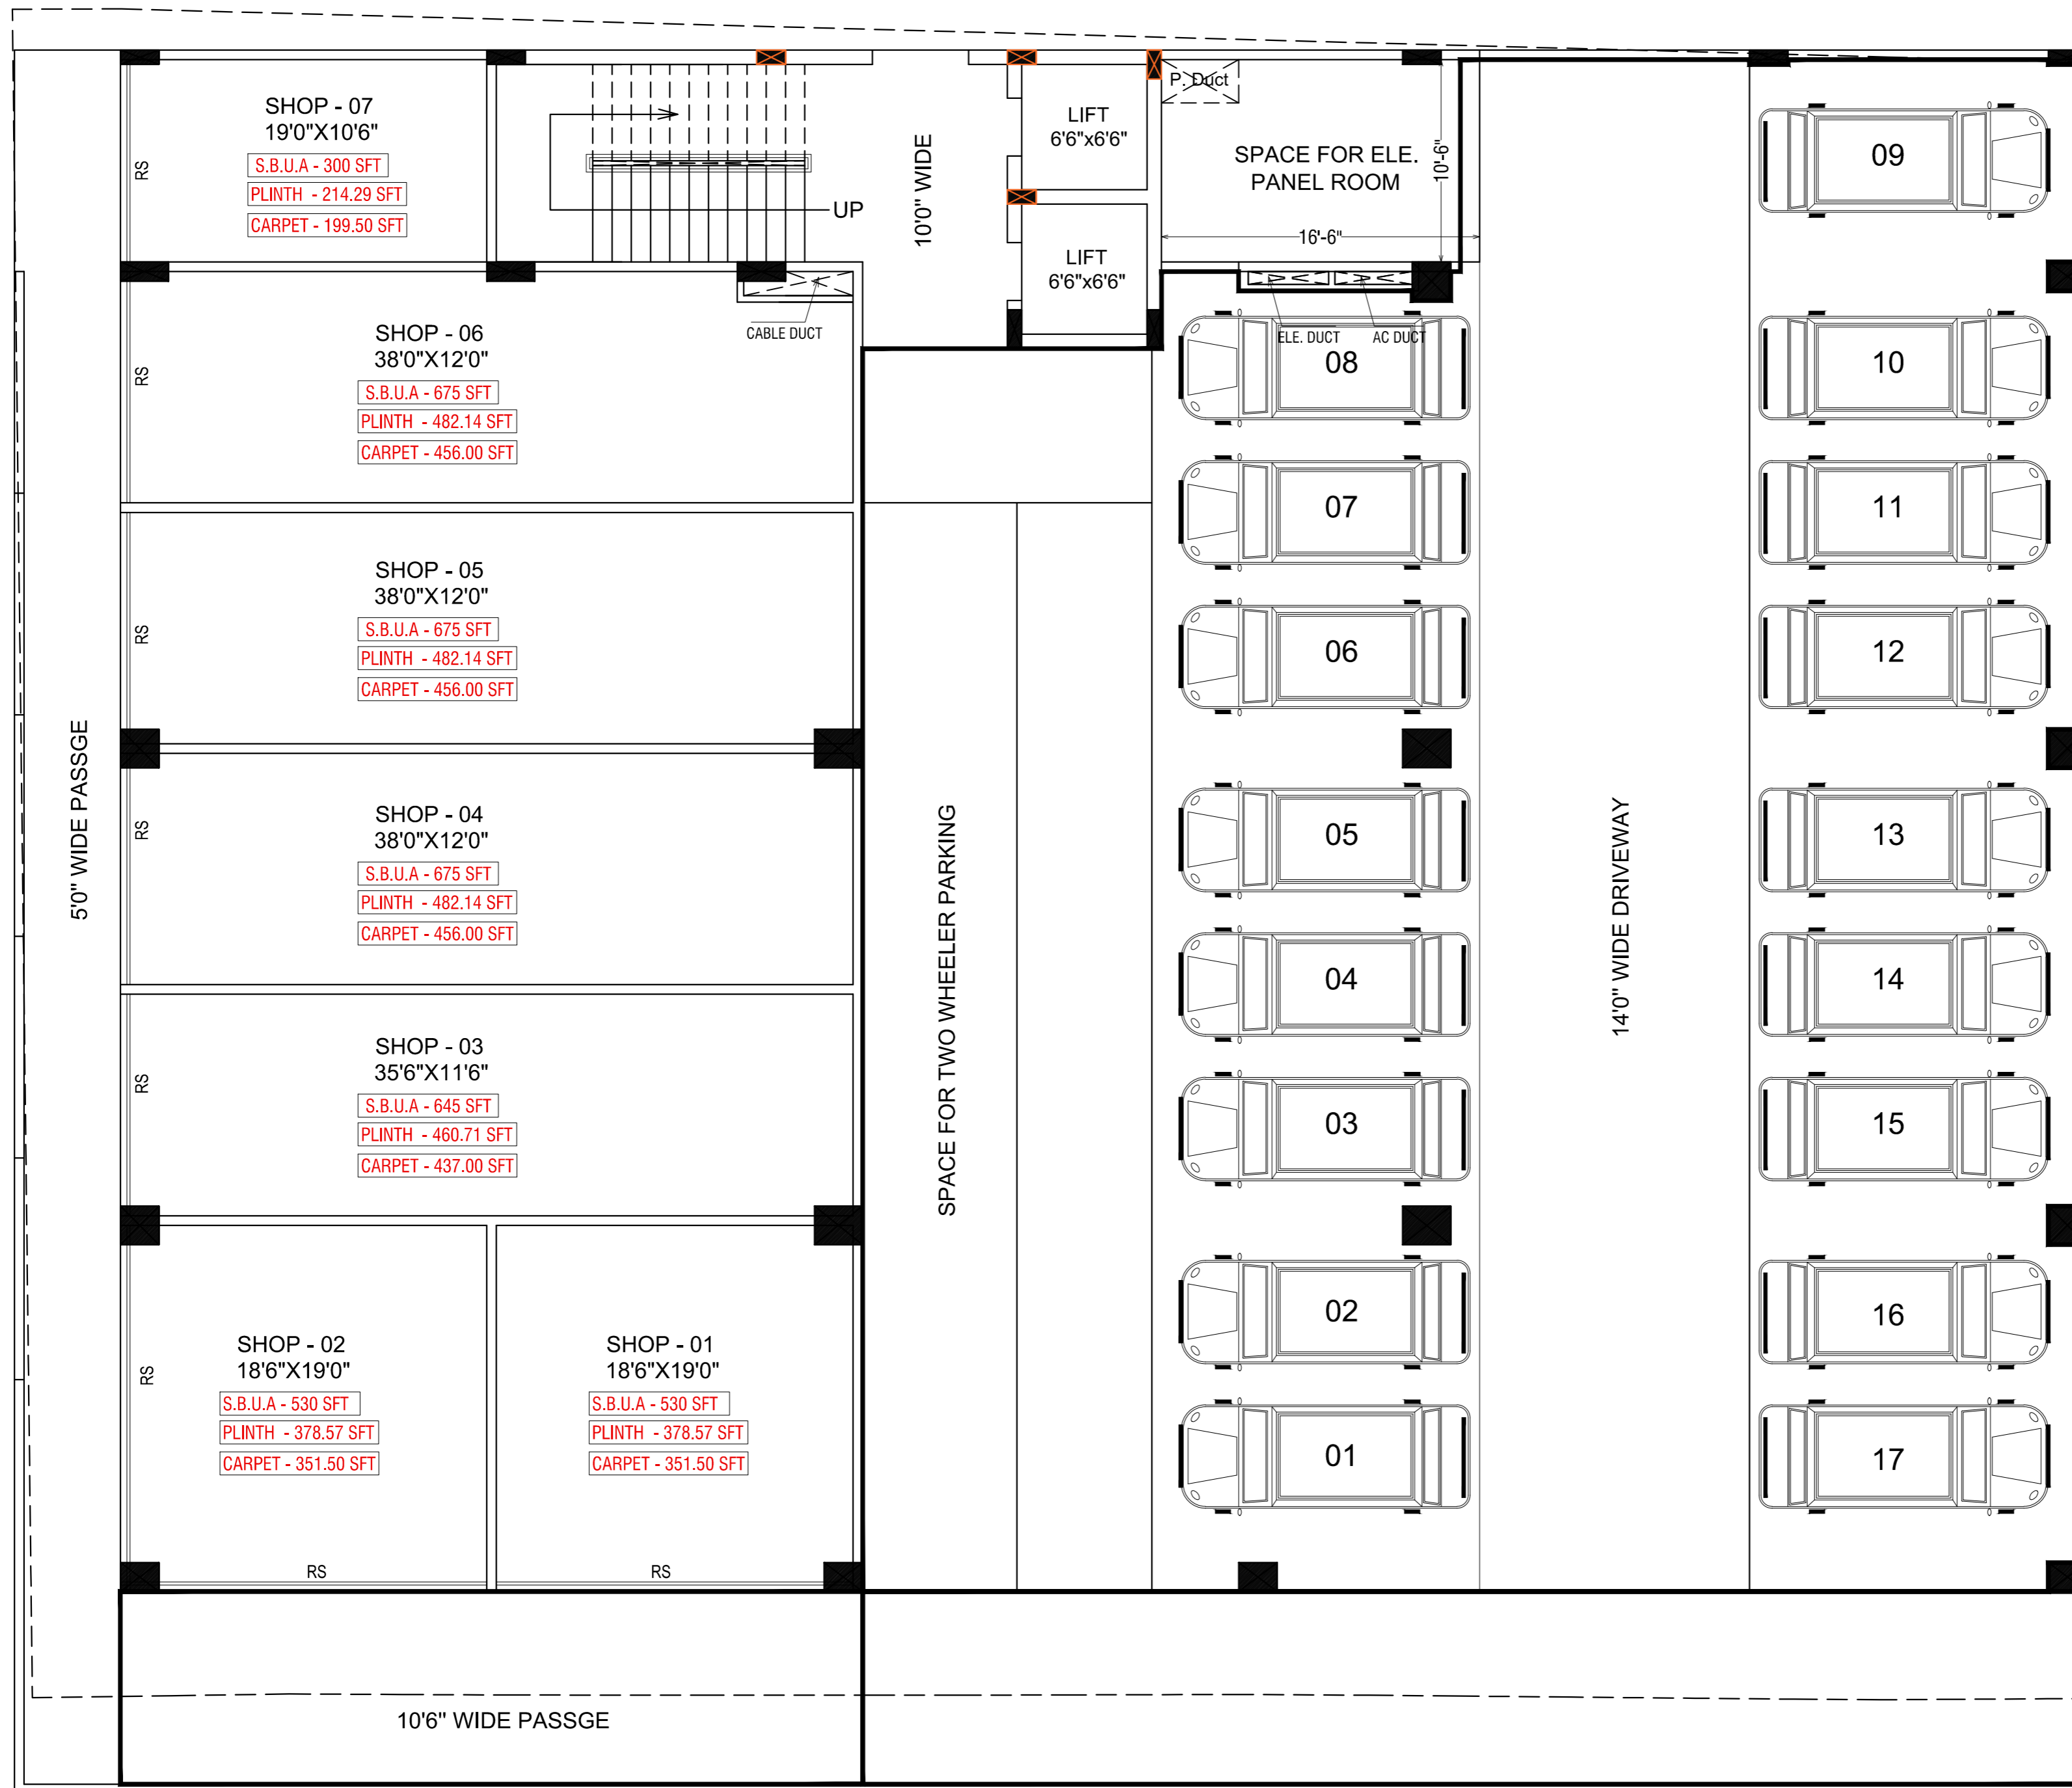 SHOP - 07
19'0"X10'6"
S.B.U.A - 300 SFT
PLINTH - 214.29 SFT
CARPET - 199.50 SFT
RS
UP
10'0" WIDE
LIFT
6'6"x6'6"
LIFT
6'6"x6'6"
P. Duct
SPACE FOR ELE.
PANEL ROOM
10'-6"
16'-6"
CABLE DUCT
ELE. DUCT
AC DUCT
SHOP - 06
38'0"X12'0"
S.B.U.A - 675 SFT
PLINTH - 482.14 SFT
CARPET - 456.00 SFT
RS
SHOP - 05
38'0"X12'0"
S.B.U.A - 675 SFT
PLINTH - 482.14 SFT
CARPET - 456.00 SFT
RS
5'0" WIDE PASSGE
SHOP - 04
38'0"X12'0"
S.B.U.A - 675 SFT
PLINTH - 482.14 SFT
CARPET - 456.00 SFT
RS
SHOP - 03
35'6"X11'6"
S.B.U.A - 645 SFT
PLINTH - 460.71 SFT
CARPET - 437.00 SFT
RS
SHOP - 02
18'6"X19'0"
S.B.U.A - 530 SFT
PLINTH - 378.57 SFT
CARPET - 351.50 SFT
RS
RS
SHOP - 01
18'6"X19'0"
S.B.U.A - 530 SFT
PLINTH - 378.57 SFT
CARPET - 351.50 SFT
RS
SPACE FOR TWO WHEELER PARKING
08
07
06
05
04
03
02
01
14'0" WIDE DRIVEWAY
09
10
11
12
13
14
15
16
17
10'6" WIDE PASSGE